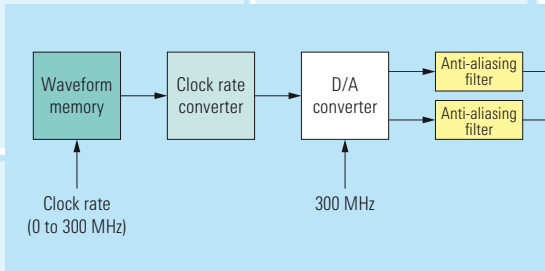 Waveform
memory
Clock rate
converter
D/A
converter
Anti-aliasing
filter
Anti-aliasing
filter
Clock rate
(0 to 300 MHz)
300 MHz